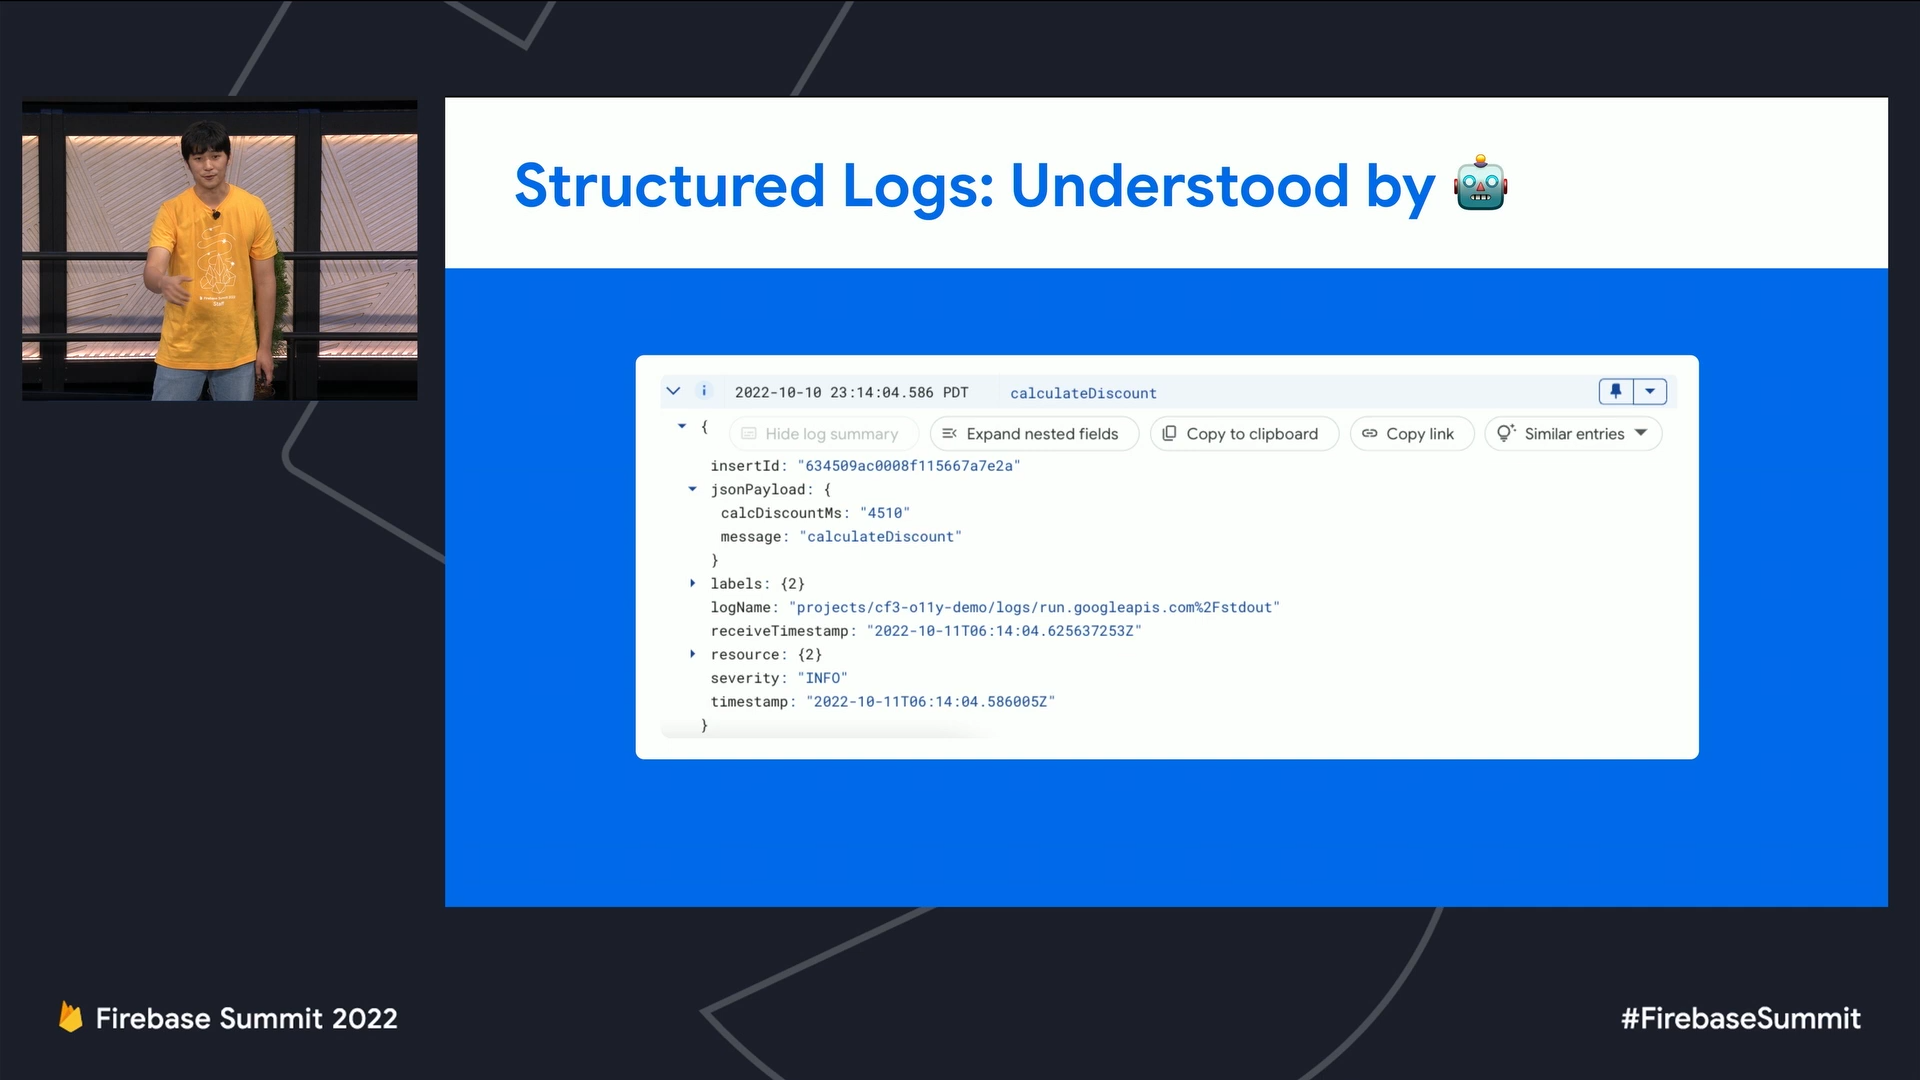 Structured Logs: Understood by
2022-10-10 23:14:04.586 PDT calculateDiscount
{ Hide log summary Expand nested fields Copy to clipboard Copy link Similar entries
insertId: "634509ac0008f115667a7e2a"
jsonPayload: {
calcDiscountMs: "4510"
message: "calculateDiscount"
}
labels: {2}
logName: "projects/cf3-o11y-demo/logs/run.googleapis.com%2Fstdout"
receiveTimestamp: "2022-10-11T06:14:04.625637253Z"
resource: {2}
severity: "INFO"
timestamp: "2022-10-11T06:14:04.586005Z"
}
Staff
Firebase Summit 2022
#FirebaseSummit